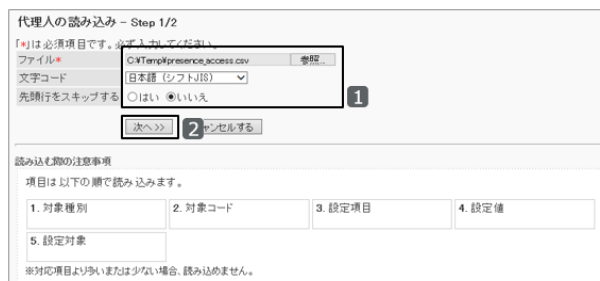 代理人の読み込み - Step 1/2
「*」は必須項目です。必ず入力してください。
ファイル* C:¥Temp¥presence_access.csv 参照...
文字コード 日本語 (シフトJIS)
先頭行をスキップする はい いいえ
1
次へ >> 2 キャンセルする
読み込む際の注意事項
項目は以下の順で読み込みます。
1. 対象種別 2. 対象コード 3. 設定項目 4. 設定値
5. 設定対象
※対応項目より多いまたは少ない場合、読み込めません。